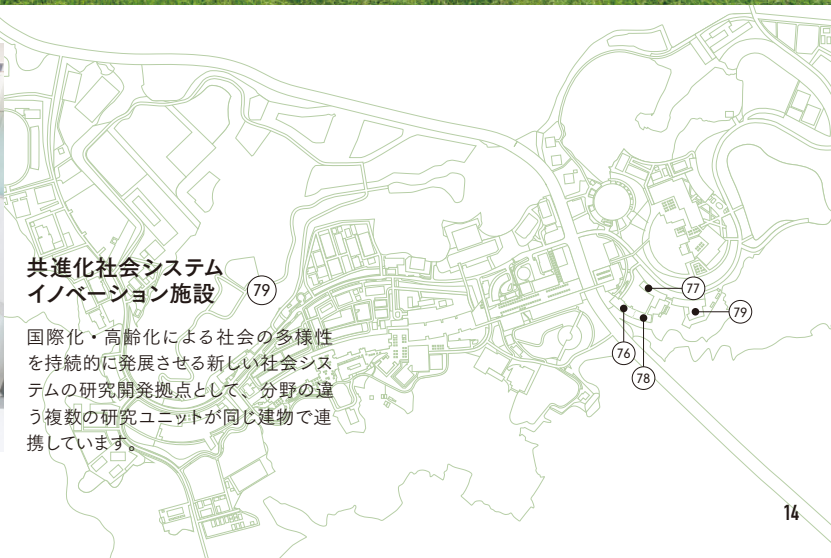 共進化社会システム
イノベーション施設 79
国際化・高齢化による社会の多様性
を持続的に発展させる新しい社会シス
テムの研究開発拠点として、分野の違
う複数の研究ユニットが同じ建物で連
携しています。
77
79
76
78
14